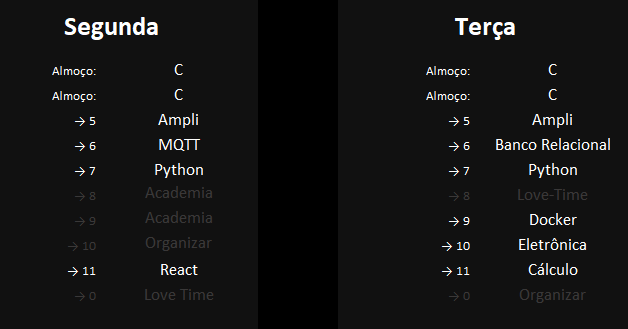 Segunda
Almoço: C
Almoço: C
→ 5 Ampli
→ 6 MQTT
→ 7 Python
→ 8 Academia
→ 9 Academia
→ 10 Organizar
→ 11 React
→ 0 Love Time
Terça
Almoço: C
Almoço: C
→ 5 Ampli
→ 6 Banco Relacional
→ 7 Python
→ 8 Love-Time
→ 9 Docker
→ 10 Eletrônica
→ 11 Cálculo
→ 0 Organizar